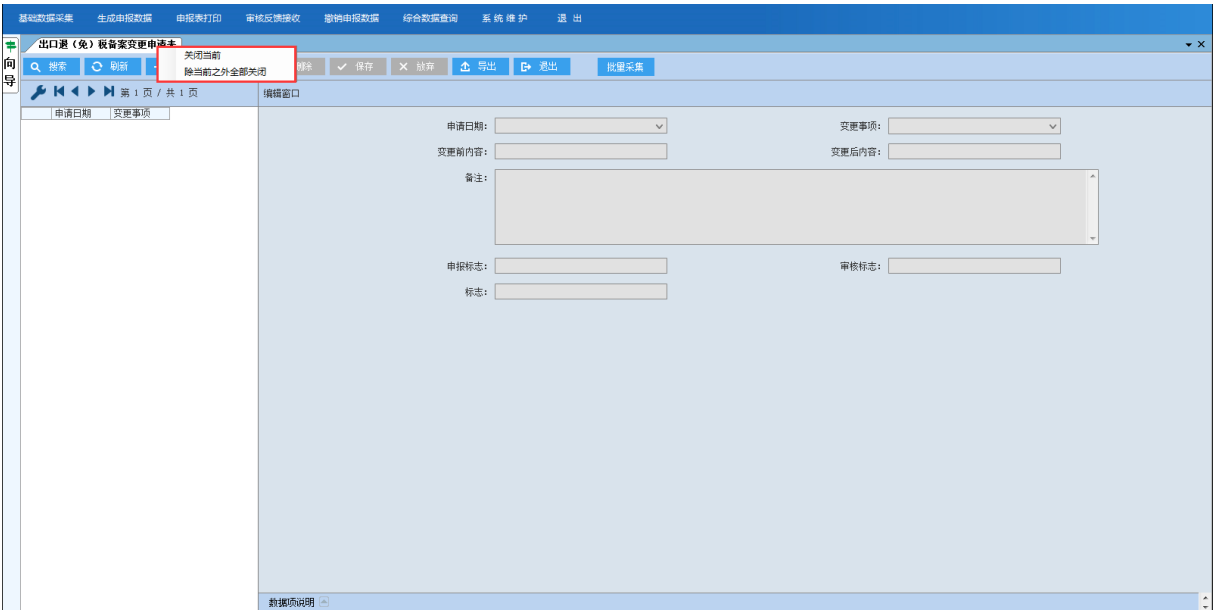 基础数据采集 生成申报数据 申报表打印 审核反馈接收 撤销申报数据 综合数据查询 系统维护 退出
出口退（免）税备案变更申请表
关闭当前
除当前之外全部关闭
向导
搜索 刷新 删除 保存 放弃 导出 退出 批量采集
第 1 页 / 共 1 页
编辑窗口
申请日期 变更事项
申请日期: 变更事项:
变更前内容: 变更后内容:
备注:
申报标志: 审核标志:
标志:
数据项说明